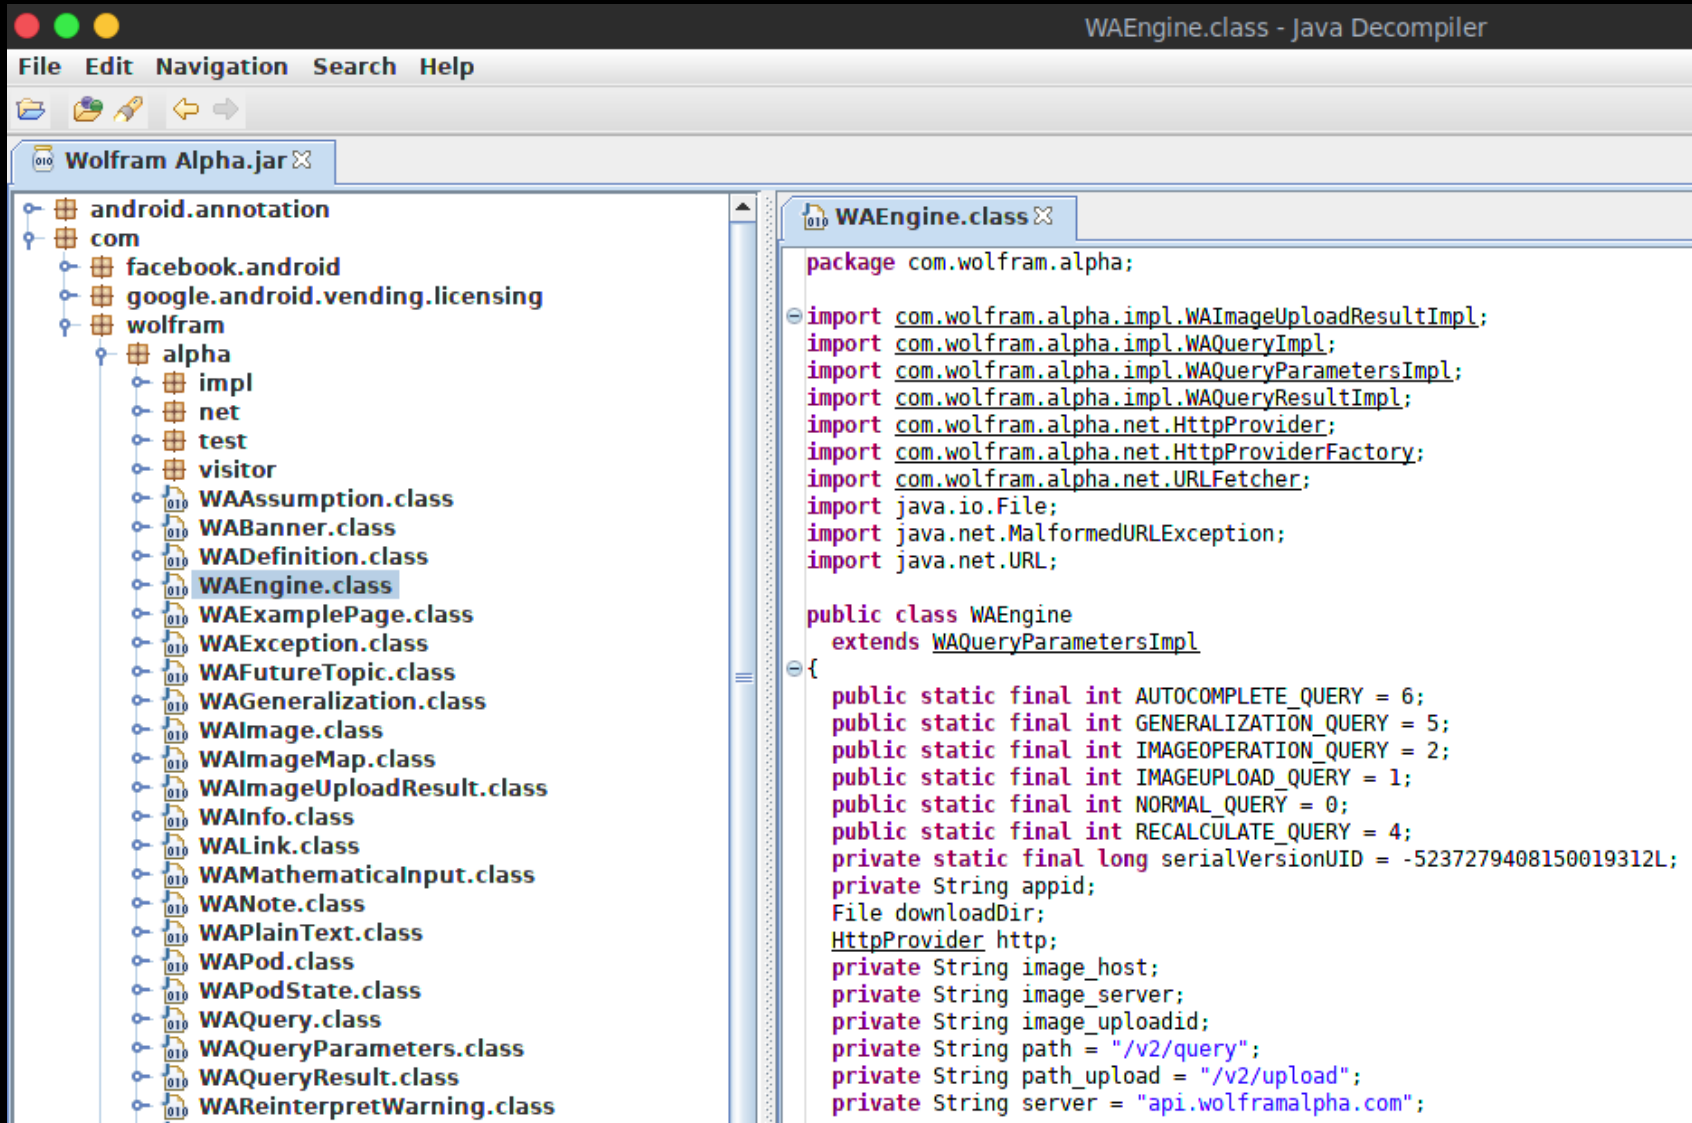 WAEngine.class - Java Decompiler
File Edit Navigation Search Help
Wolfram Alpha.jar
android.annotation
com
facebook.android
google.android.vending.licensing
wolfram
alpha
impl
net
test
visitor
WAAssumption.class
WABanner.class
WADefinition.class
WAEngine.class
WAExamplePage.class
WAException.class
WAFutureTopic.class
WAGeneralization.class
WAImage.class
WAImageMap.class
WAImageUploadResult.class
WAInfo.class
WALink.class
WAMathematicaInput.class
WANote.class
WAPlainText.class
WAPod.class
WAPodState.class
WAQuery.class
WAQueryParameters.class
WAQueryResult.class
WAReinterpretWarning.class
WAEngine.class
package com.wolfram.alpha;
import com.wolfram.alpha.impl.WAImageUploadResultImpl;
import com.wolfram.alpha.impl.WAQueryImpl;
import com.wolfram.alpha.impl.WAQueryParametersImpl;
import com.wolfram.alpha.impl.WAQueryResultImpl;
import com.wolfram.alpha.net.HttpProvider;
import com.wolfram.alpha.net.HttpProviderFactory;
import com.wolfram.alpha.net.URLFetcher;
import java.io.File;
import java.net.MalformedURLException;
import java.net.URL;
public class WAEngine
extends WAQueryParametersImpl
{
public static final int AUTOCOMPLETE_QUERY = 6;
public static final int GENERALIZATION_QUERY = 5;
public static final int IMAGEOPERATION_QUERY = 2;
public static final int IMAGEUPLOAD_QUERY = 1;
public static final int NORMAL_QUERY = 0;
public static final int RECALCULATE_QUERY = 4;
private static final long serialVersionUID = -5237279408150019312L;
private String appid;
File downloadDir;
HttpProvider http;
private String image_host;
private String image_server;
private String image_uploadid;
private String path = "/v2/query";
private String path_upload = "/v2/upload";
private String server = "api.wolframalpha.com";